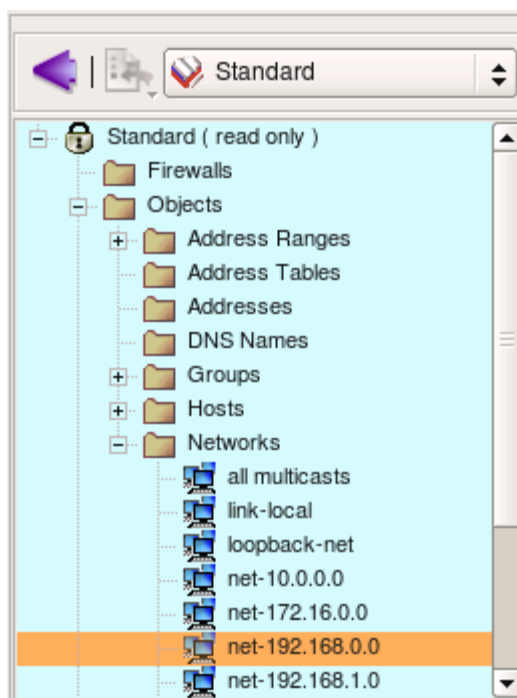 Standard
Standard ( read only )
Firewalls
Objects
Address Ranges
Address Tables
Addresses
DNS Names
Groups
Hosts
Networks
all multicasts
link-local
loopback-net
net-10.0.0.0
net-172.16.0.0
net-192.168.0.0
net-192.168.1.0